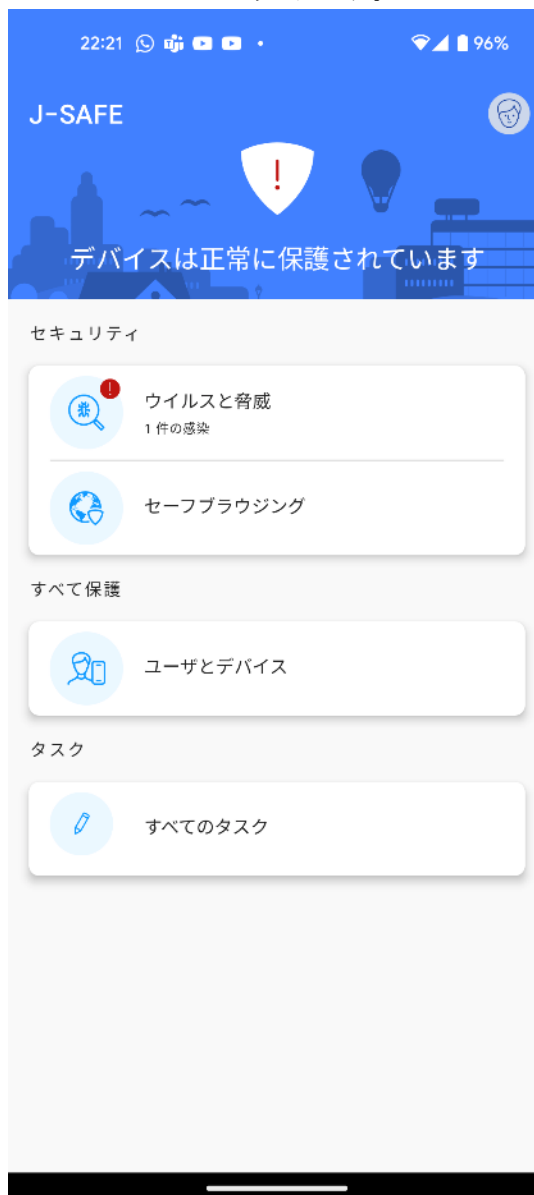 22:21
96%
J-SAFE
!
デバイスは正常に保護されています
セキュリティ
!
ウイルスと脅威
1 件の感染
セーフブラウジング
すべて保護
ユーザとデバイス
タスク
すべてのタスク